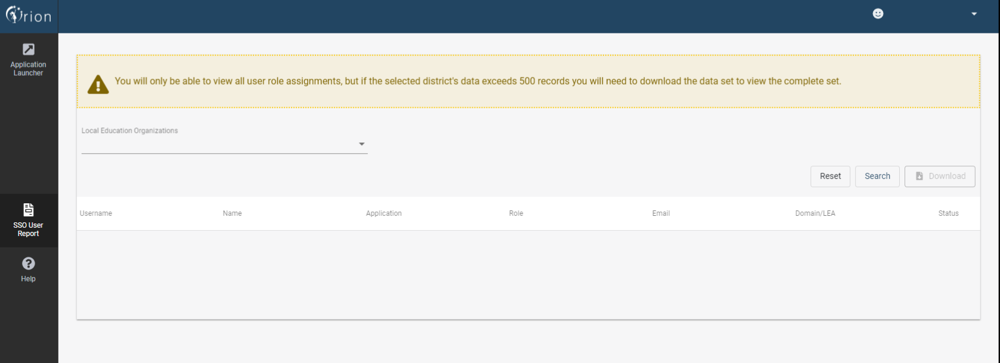 Orion
Application
Launcher
You will only be able to view all user role assignments, but if the selected district's data exceeds 500 records you will need to download the data set to view the complete set.
Local Education Organizations
Reset Search Download
Username Name Application Role Email Domain/LEA Status
SSO User
Report
Help